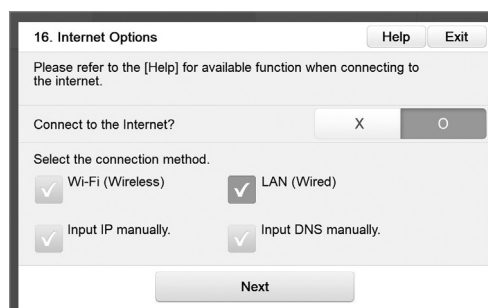 16. Internet Options
Help
Exit
Please refer to the [Help] for available function when connecting to
the internet.
Connect to the Internet?
X
O
Select the connection method.
Wi-Fi (Wireless)
LAN (Wired)
Input IP manually.
Input DNS manually.
Next